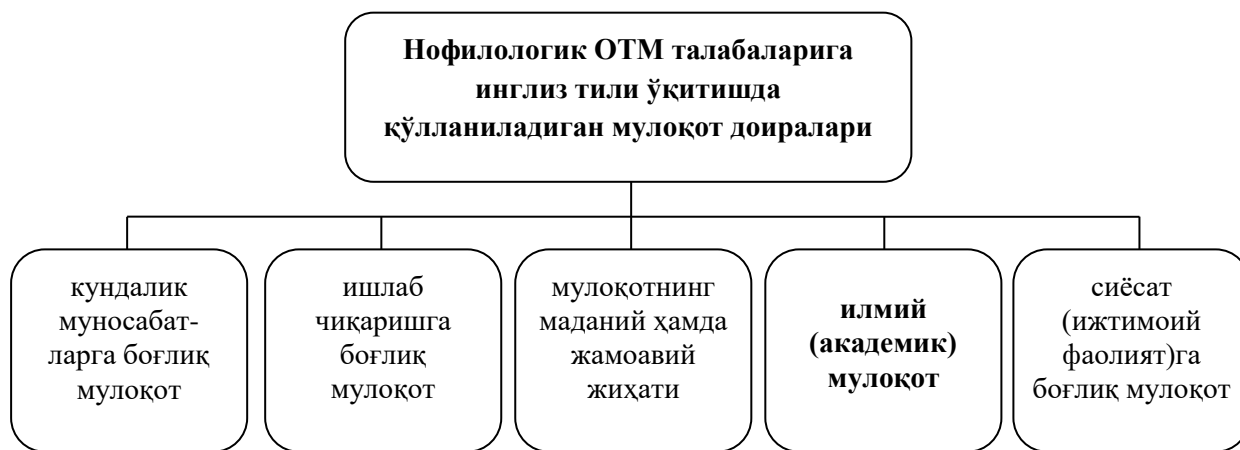 Нофилологик ОТМ талабаларига
инглиз тили ўқитишда
қўлланиладиган мулоқот доиралари
кундалик
муносабат-
ларга боғлиқ
мулоқот
ишлаб
чиқаришга
боғлиқ
мулоқот
мулоқотнинг
маданий ҳамда
жамоавий
жиҳати
илмий
(академик)
мулоқот
сиёсат
(ижтимоий
фаолият)га
боғлиқ мулоқот